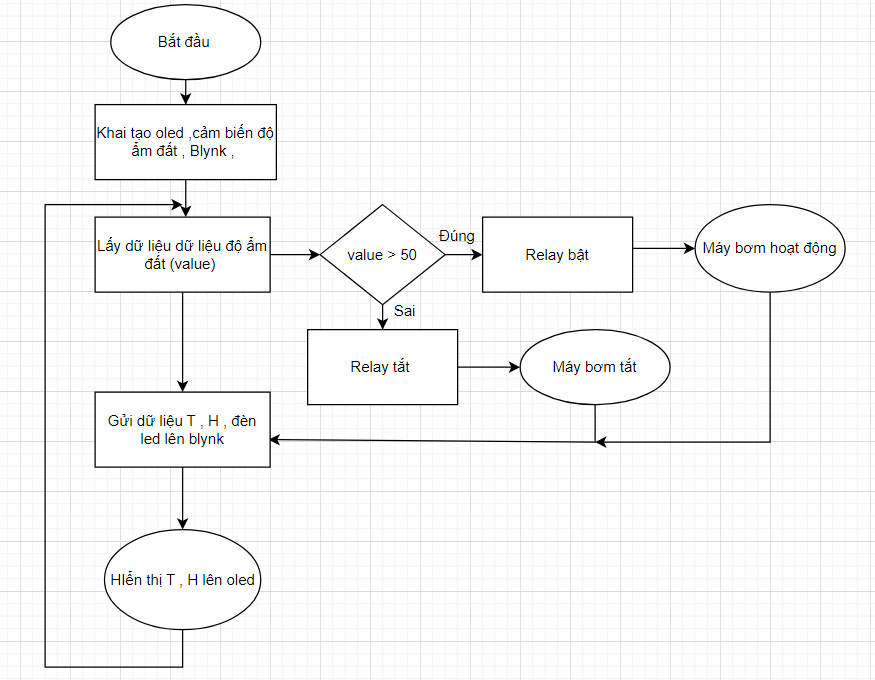 Bắt đầu
Khai tạo oled ,cảm biến độ
ẩm đất , Blynk ,
Lấy dữ liệu dữ liệu độ ẩm
đất (value)
value > 50
Đúng
Relay bật
Máy bơm hoạt động
Sai
Relay tắt
Máy bơm tắt
Gửi dữ liệu T , H , đèn
led lên blynk
HIển thị T , H lên oled